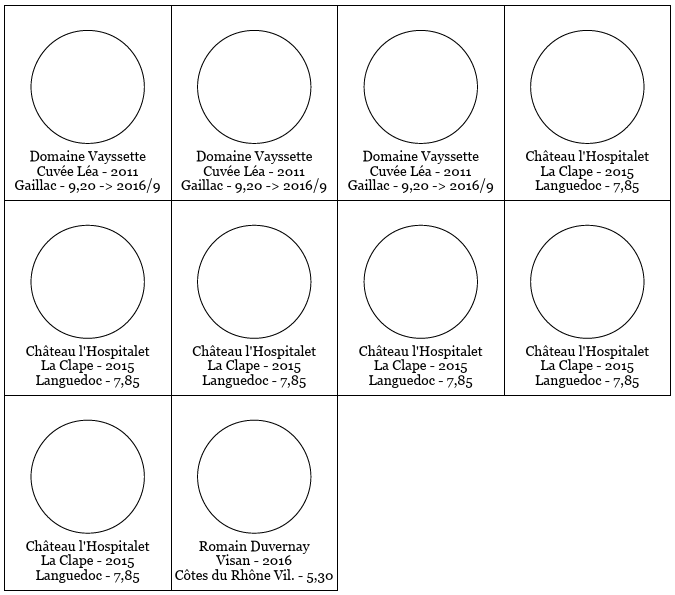 Domaine Vayssette
Cuvée Léa - 2011
Gaillac - 9,20 -> 2016/9
Domaine Vayssette
Cuvée Léa - 2011
Gaillac - 9,20 -> 2016/9
Domaine Vayssette
Cuvée Léa - 2011
Gaillac - 9,20 -> 2016/9
Château l'Hospitalet
La Clape - 2015
Languedoc - 7,85
Château l'Hospitalet
La Clape - 2015
Languedoc - 7,85
Château l'Hospitalet
La Clape - 2015
Languedoc - 7,85
Château l'Hospitalet
La Clape - 2015
Languedoc - 7,85
Château l'Hospitalet
La Clape - 2015
Languedoc - 7,85
Château l'Hospitalet
La Clape - 2015
Languedoc - 7,85
Romain Duvernay
Visan - 2016
Côtes du Rhône Vil. - 5,30